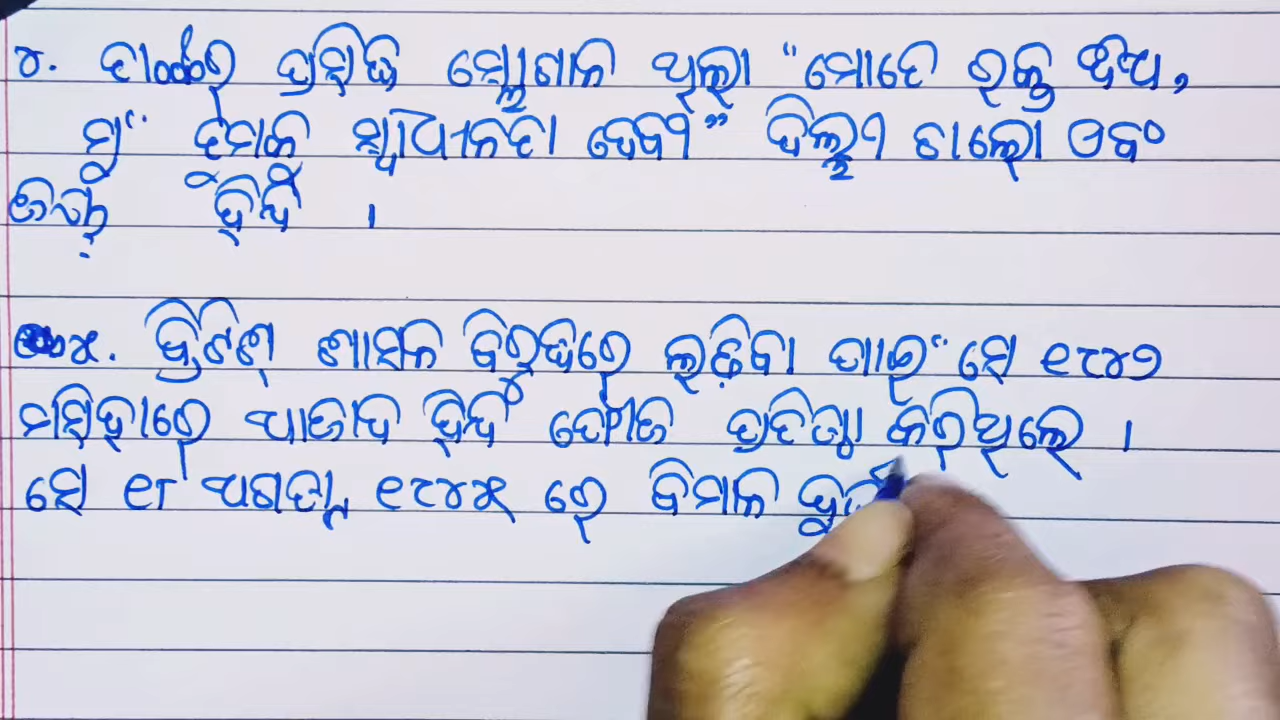 ୪. ତାଙ୍କର ପ୍ରସିଦ୍ଧ ସ୍ଲୋଗାନ ଥିଲା "ମୋତେ ରକ୍ତ ଦିଅ,
ମୁଁ ତୁମକୁ ସ୍ୱାଧୀନତା ଦେବି" ଦିଲ୍ଲୀ ଚାଲୋ ଏବଂ
ଜୟ ହିନ୍ଦ ।
୫. ବ୍ରିଟିଶ୍ ଶାସନ ବିରୁଦ୍ଧରେ ଲଢ଼ିବା ପାଇଁ ସେ ୧୯୪୨
ମସିହାରେ ଆଜାଦ ହିନ୍ଦ ଫୌଜ ପ୍ରତିଷ୍ଠା କରିଥିଲେ ।
ସେ ୧୮ ଅଗଷ୍ଟ ୧୯୪୫ ରେ ବିମାନ